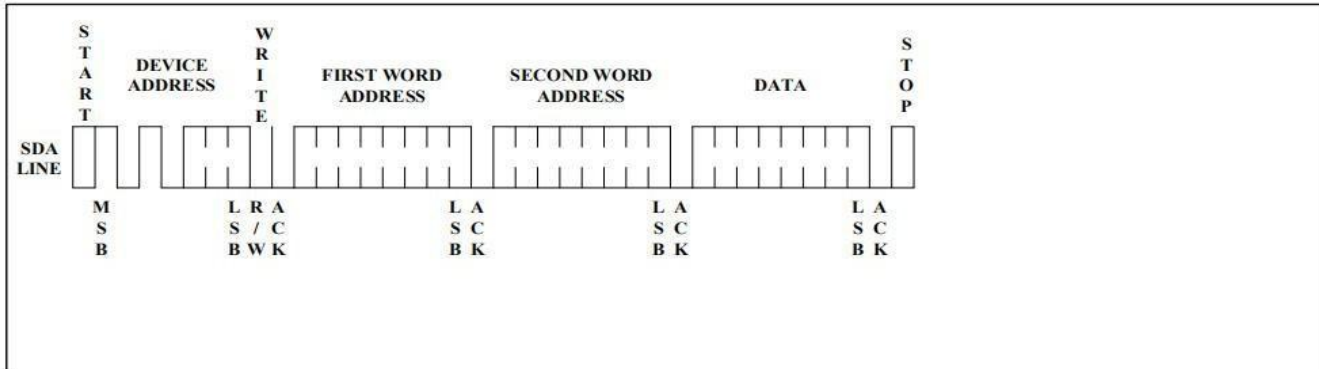 START
DEVICE
ADDRESS
WRITE
FIRST WORD
ADDRESS
SECOND WORD
ADDRESS
DATA
STOP
SDA
LINE
MSB
LSB
R/W
ACK
LSB
ACK
LSB
ACK
LSB
ACK